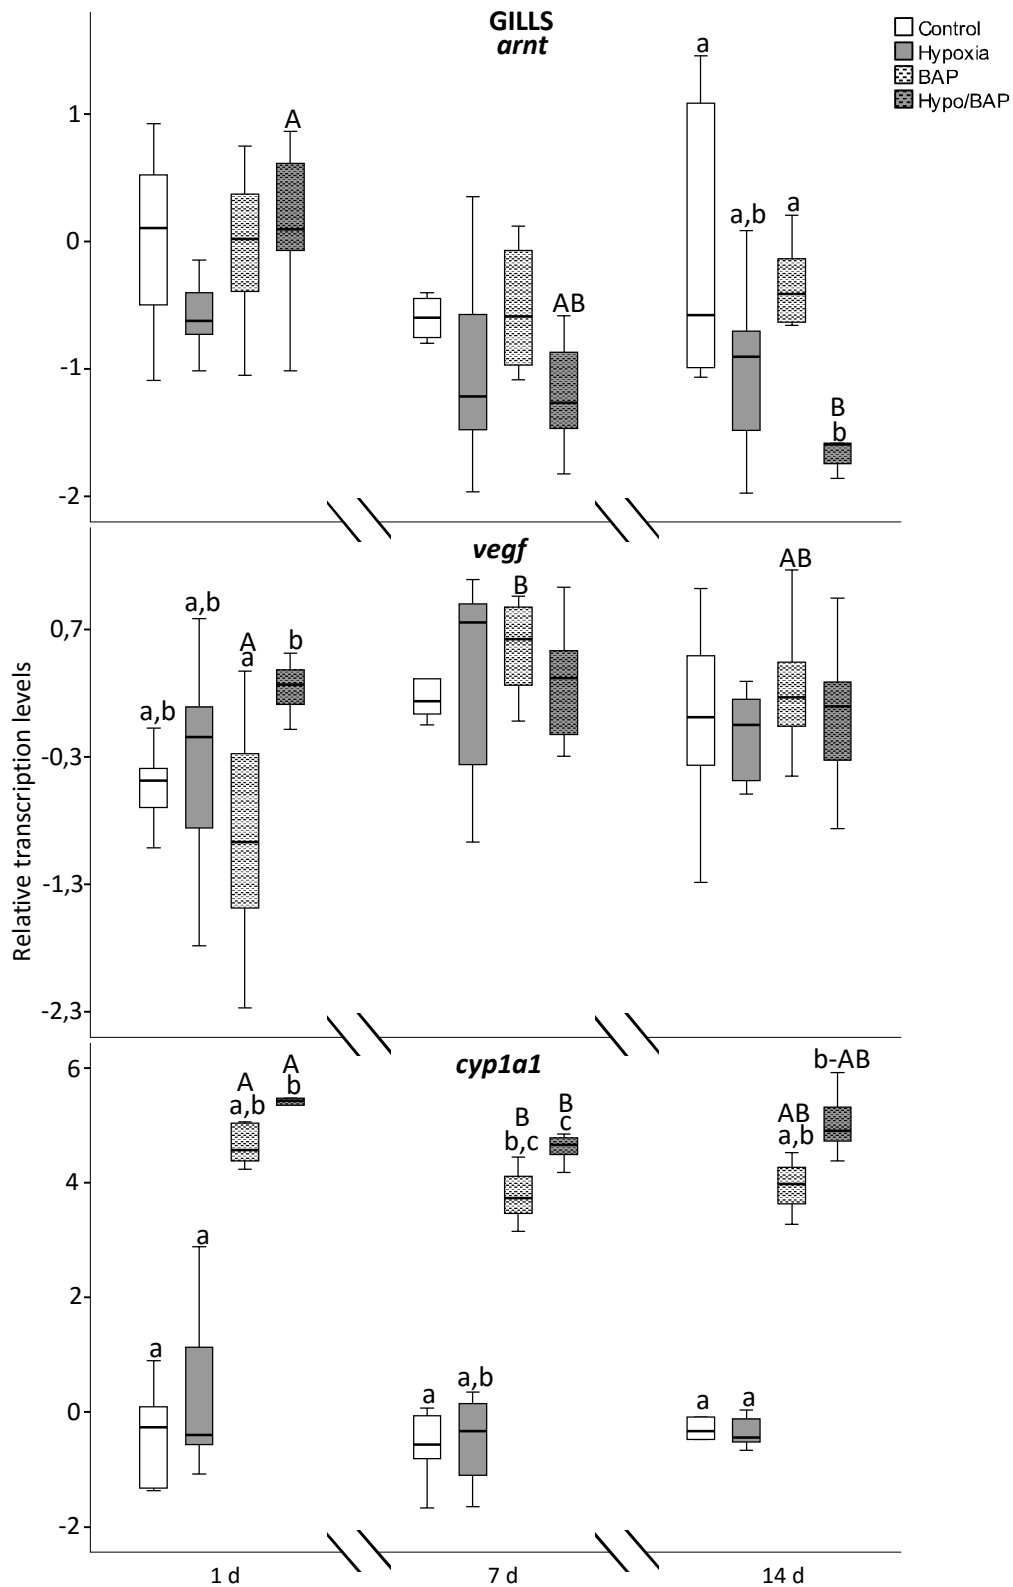 GILLS
arnt
Control
Hypoxia
BAP
Hypo/BAP
1
0
-1
-2
A
AB
a
a,b
a
B
b
vegf
Relative transcription levels
0,7
-0,3
-1,3
-2,3
a,b
a,b
A
a
b
B
AB
cyp1a1
6
4
2
0
-2
a
a
A
a,b
A
b
a
a,b
B
b,c
B
c
a
a
AB
a,b
b-AB
1 d
7 d
14 d